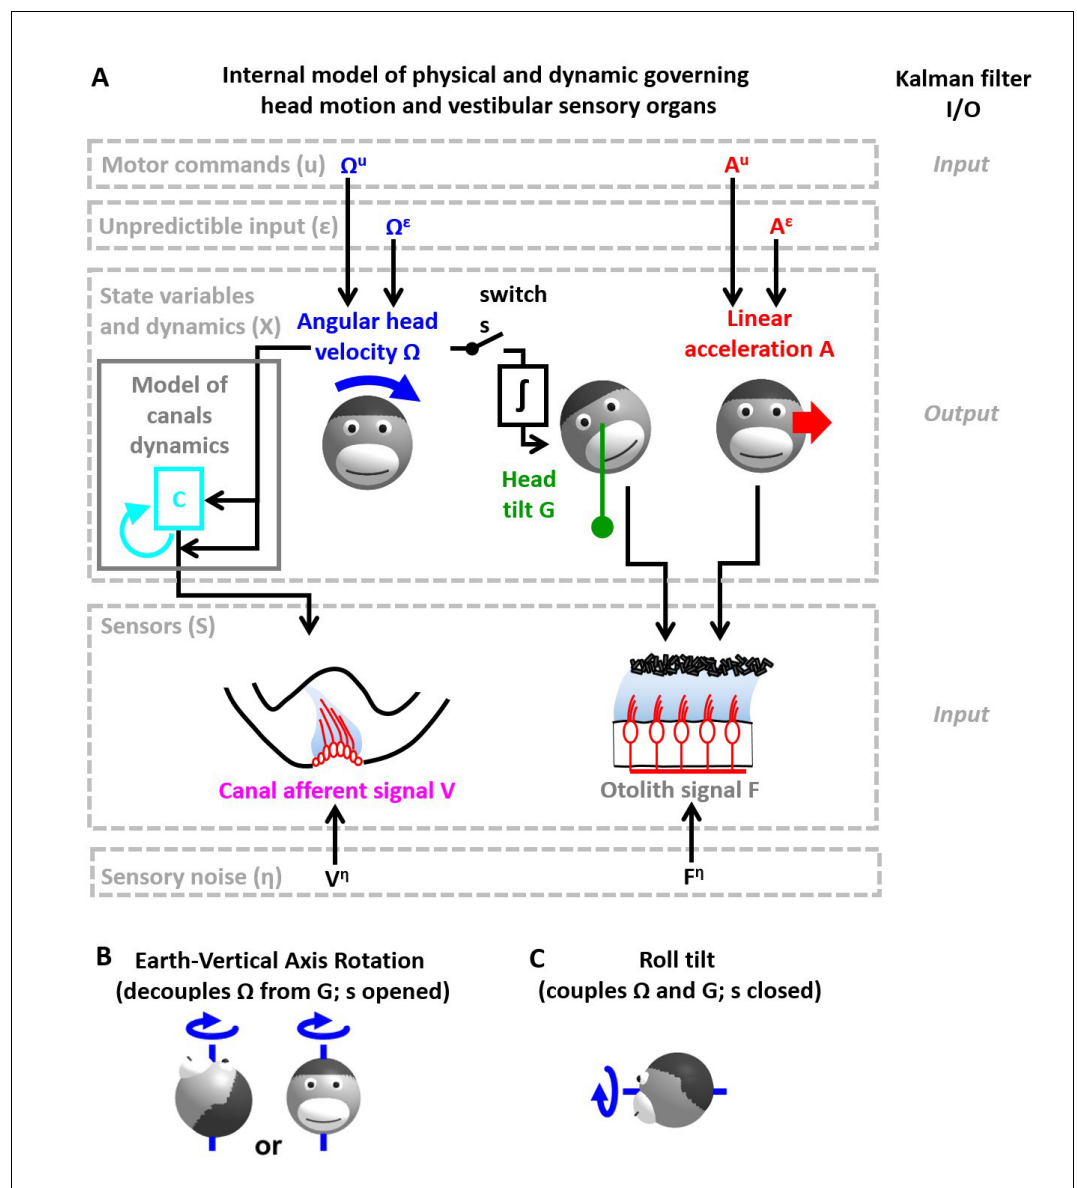 A
Internal model of physical and dynamic governing
head motion and vestibular sensory organs
Kalman filter
I/O
Motor commands (u)
Ωᵘ
Aᵘ
Input
Unpredictible input (ε)
Ωᵋ
Aᵋ
State variables
and dynamics (X)
switch
s
Angular head
velocity Ω
Linear
acceleration A
Model of
canals
dynamics
∫
Output
C
Head
tilt G
Sensors (S)
Input
Canal afferent signal V
Otolith signal F
Sensory noise (η)
Vᶯ
Fᶯ
B
Earth-Vertical Axis Rotation
(decouples Ω from G; s opened)
or
C
Roll tilt
(couples Ω and G; s closed)